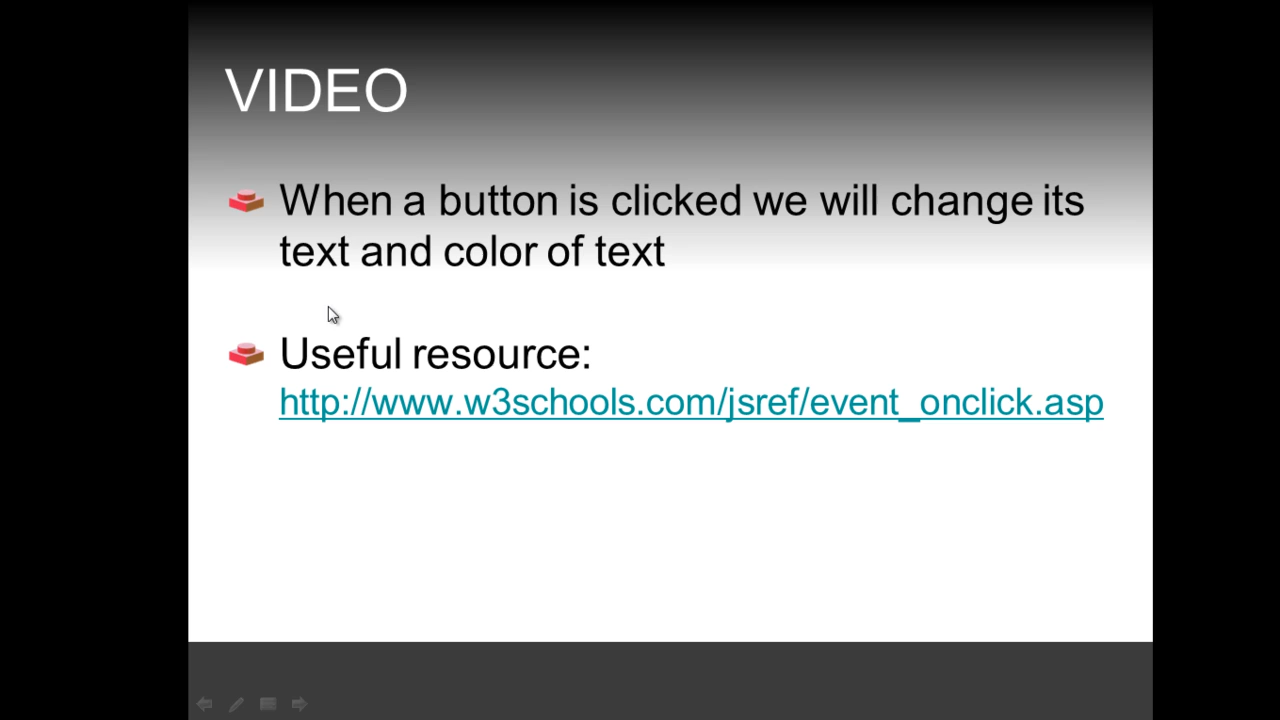 VIDEO
When a button is clicked we will change its
text and color of text
Useful resource:
http://www.w3schools.com/jsref/event_onclick.asp